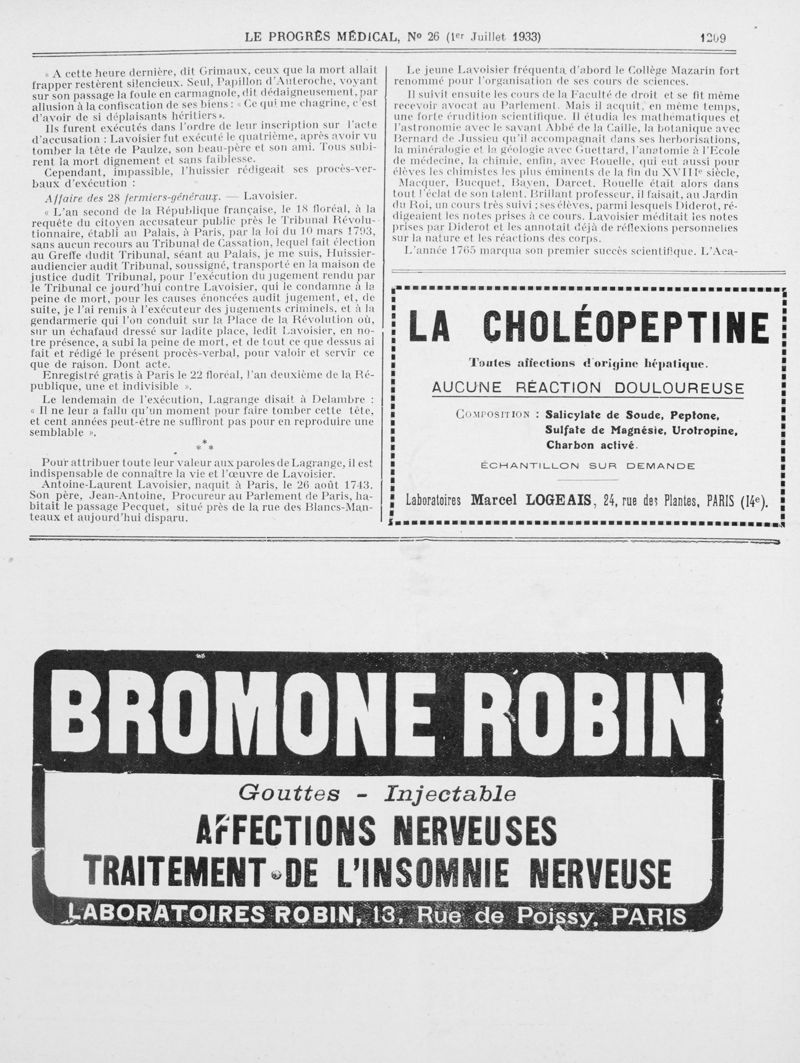 LE PROGRÈS MÉDICAL, No 26 (1er Juillet 1933) 1209
« A cette heure dernière, dit Grimaux, ceux que la mort allait
frapper restèrent silencieux. Seul, Papillon d'Auteroche, voyant
sur son passage la foule en carmagnole, dit dédaigneusement, par
allusion à la confiscation de ses biens : « Ce qui me chagrine, c'est
d'avoir de si déplaisants héritiers ».
Ils furent exécutés dans l'ordre de leur inscription sur l'acte
d'accusation : Lavoisier fut exécuté le quatrième, après avoir vu
tomber la tête de Paulze, son beau-père et son ami. Tous subi-
rent la mort dignement et sans faiblesse.
Cependant, impassible, l'huissier rédigeait ses procès-ver-
baux d'exécution :
Affaire des 28 fermiers-généraux. — Lavoisier.
« L'an second de la République française, le 18 floréal, à la
requête du citoyen accusateur public près le Tribunal Révolu-
tionnaire, établi au Palais, à Paris, par la loi du 10 mars 1793,
sans aucun recours au Tribunal de Cassation, lequel fait élection
au Greffe dudit Tribunal, séant au Palais, je me suis, Huissier-
audiencier audit Tribunal, soussigné, transporté en la maison de
justice dudit Tribunal, pour l'exécution du jugement rendu par
le Tribunal ce jourd'hui contre Lavoisier, qui le condamne à la
peine de mort, pour les causes énoncées audit jugement, et, de
suite, je l'ai remis à l'exécuteur des jugements criminels, et à la
gendarmerie qui l'on conduit sur la Place de la Révolution où,
sur un échafaud dressé sur ladite place, ledit Lavoisier, en no-
tre présence, a subi la peine de mort, et de tout ce que dessus ai
fait et rédigé le présent procès-verbal, pour valoir et servir ce
que de raison. Dont acte.
Enregistré gratis à Paris le 22 floréal, l'an deuxième de la Ré-
publique, une et indivisible ».
Le lendemain de l'exécution, Lagrange disait à Delambre :
« Il ne leur a fallu qu'un moment pour faire tomber cette tête,
et cent années peut-être ne suffiront pas pour en reproduire une
semblable ».
* * *
Pour attribuer toute leur valeur aux paroles de Lagrange, il est
indispensable de connaître la vie et l'œuvre de Lavoisier.
Antoine-Laurent Lavoisier, naquit à Paris, le 26 août 1743.
Son père, Jean-Antoine, Procureur au Parlement de Paris, ha-
bitait le passage Pecquet, situé près de la rue des Blancs-Man-
teaux et aujourd'hui disparu.
Le jeune Lavoisier fréquenta d'abord le Collège Mazarin fort
renommé pour l'organisation de ses cours de sciences.
Il suivit ensuite les cours de la Faculté de droit et se fit même
recevoir avocat au Parlement. Mais il acquit, en même temps,
une forte érudition scientifique. Il étudia les mathématiques et
l'astronomie avec le savant Abbé de la Caille, la botanique avec
Bernard de Jussieu qu'il accompagnait dans ses herborisations,
la minéralogie et la géologie avec Guettard, l'anatomie à l'Ecole
de médecine, la chimie, enfin, avec Rouelle, qui eut aussi pour
élèves les chimistes les plus éminents de la fin du XVIIIe siècle,
Macquer, Bucquet, Bayen, Darcet. Rouelle était alors dans
tout l'éclat de son talent. Brillant professeur, il faisait, au Jardin
du Roi, un cours très suivi ; ses élèves, parmi lesquels Diderot, ré-
digeaient les notes prises à ce cours. Lavoisier méditait les notes
prises par Diderot et les annotait déjà de réflexions personnelles
sur la nature et les réactions des corps.
L'année 1765 marqua son premier succès scientifique. L'Aca-
LA CHOLÉOPEPTINE
Toutes affections d'origine hépatique.
AUCUNE RÉACTION DOULOUREUSE
COMPOSITION : Salicylate de Soude, Peptone,
Sulfate de Magnésie, Urotropine,
Charbon activé.
ÉCHANTILLON SUR DEMANDE
Laboratoires Marcel LOGEAIS, 24, rue des Plantes, PARIS (14e).
BROMONE ROBIN
Gouttes - Injectable
AFFECTIONS NERVEUSES
TRAITEMENT DE L'INSOMNIE NERVEUSE
LABORATOIRES ROBIN, 13, Rue de Poissy, PARIS